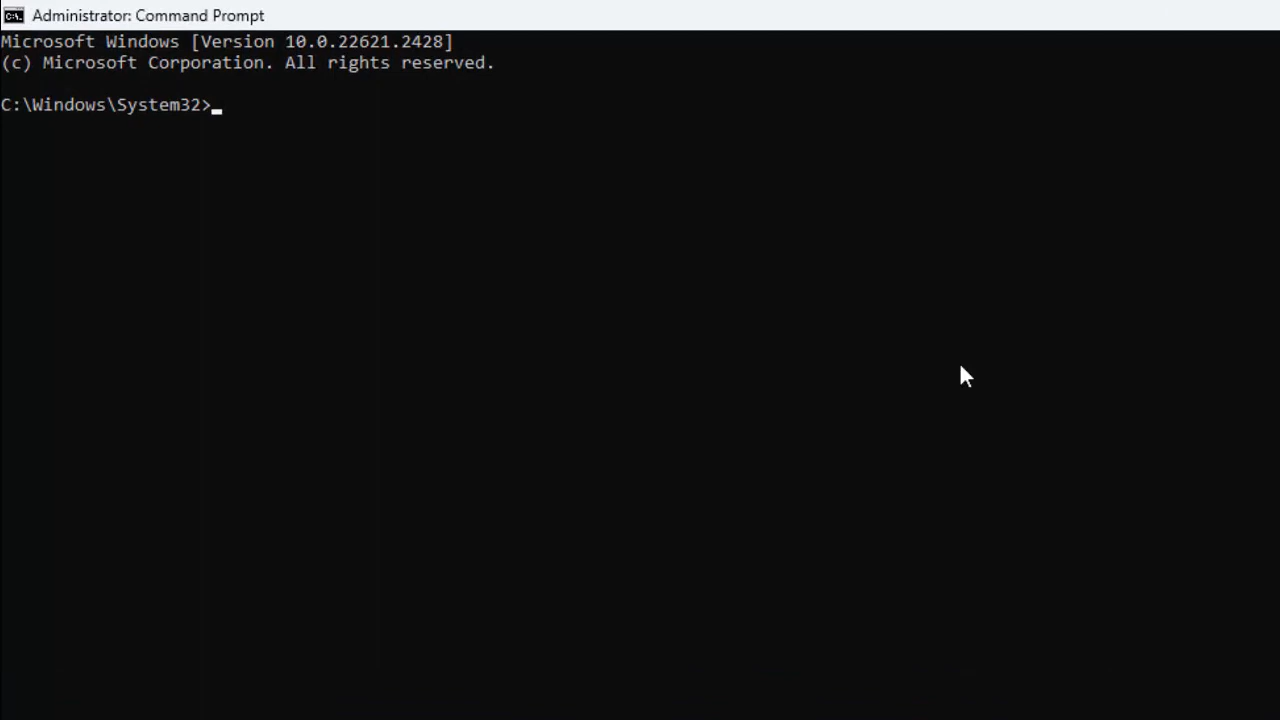 Administrator: Command Prompt
Microsoft Windows [Version 10.0.22621.2428]
(c) Microsoft Corporation. All rights reserved.
C:\Windows\System32>